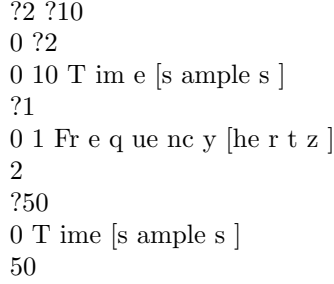 ?2 ?10
0 ?2
0 10 T im e [s ample s ]
?1
0 1 Fr e q ue nc y [he r t z ]
2
?50
0 T ime [s ample s ]
50